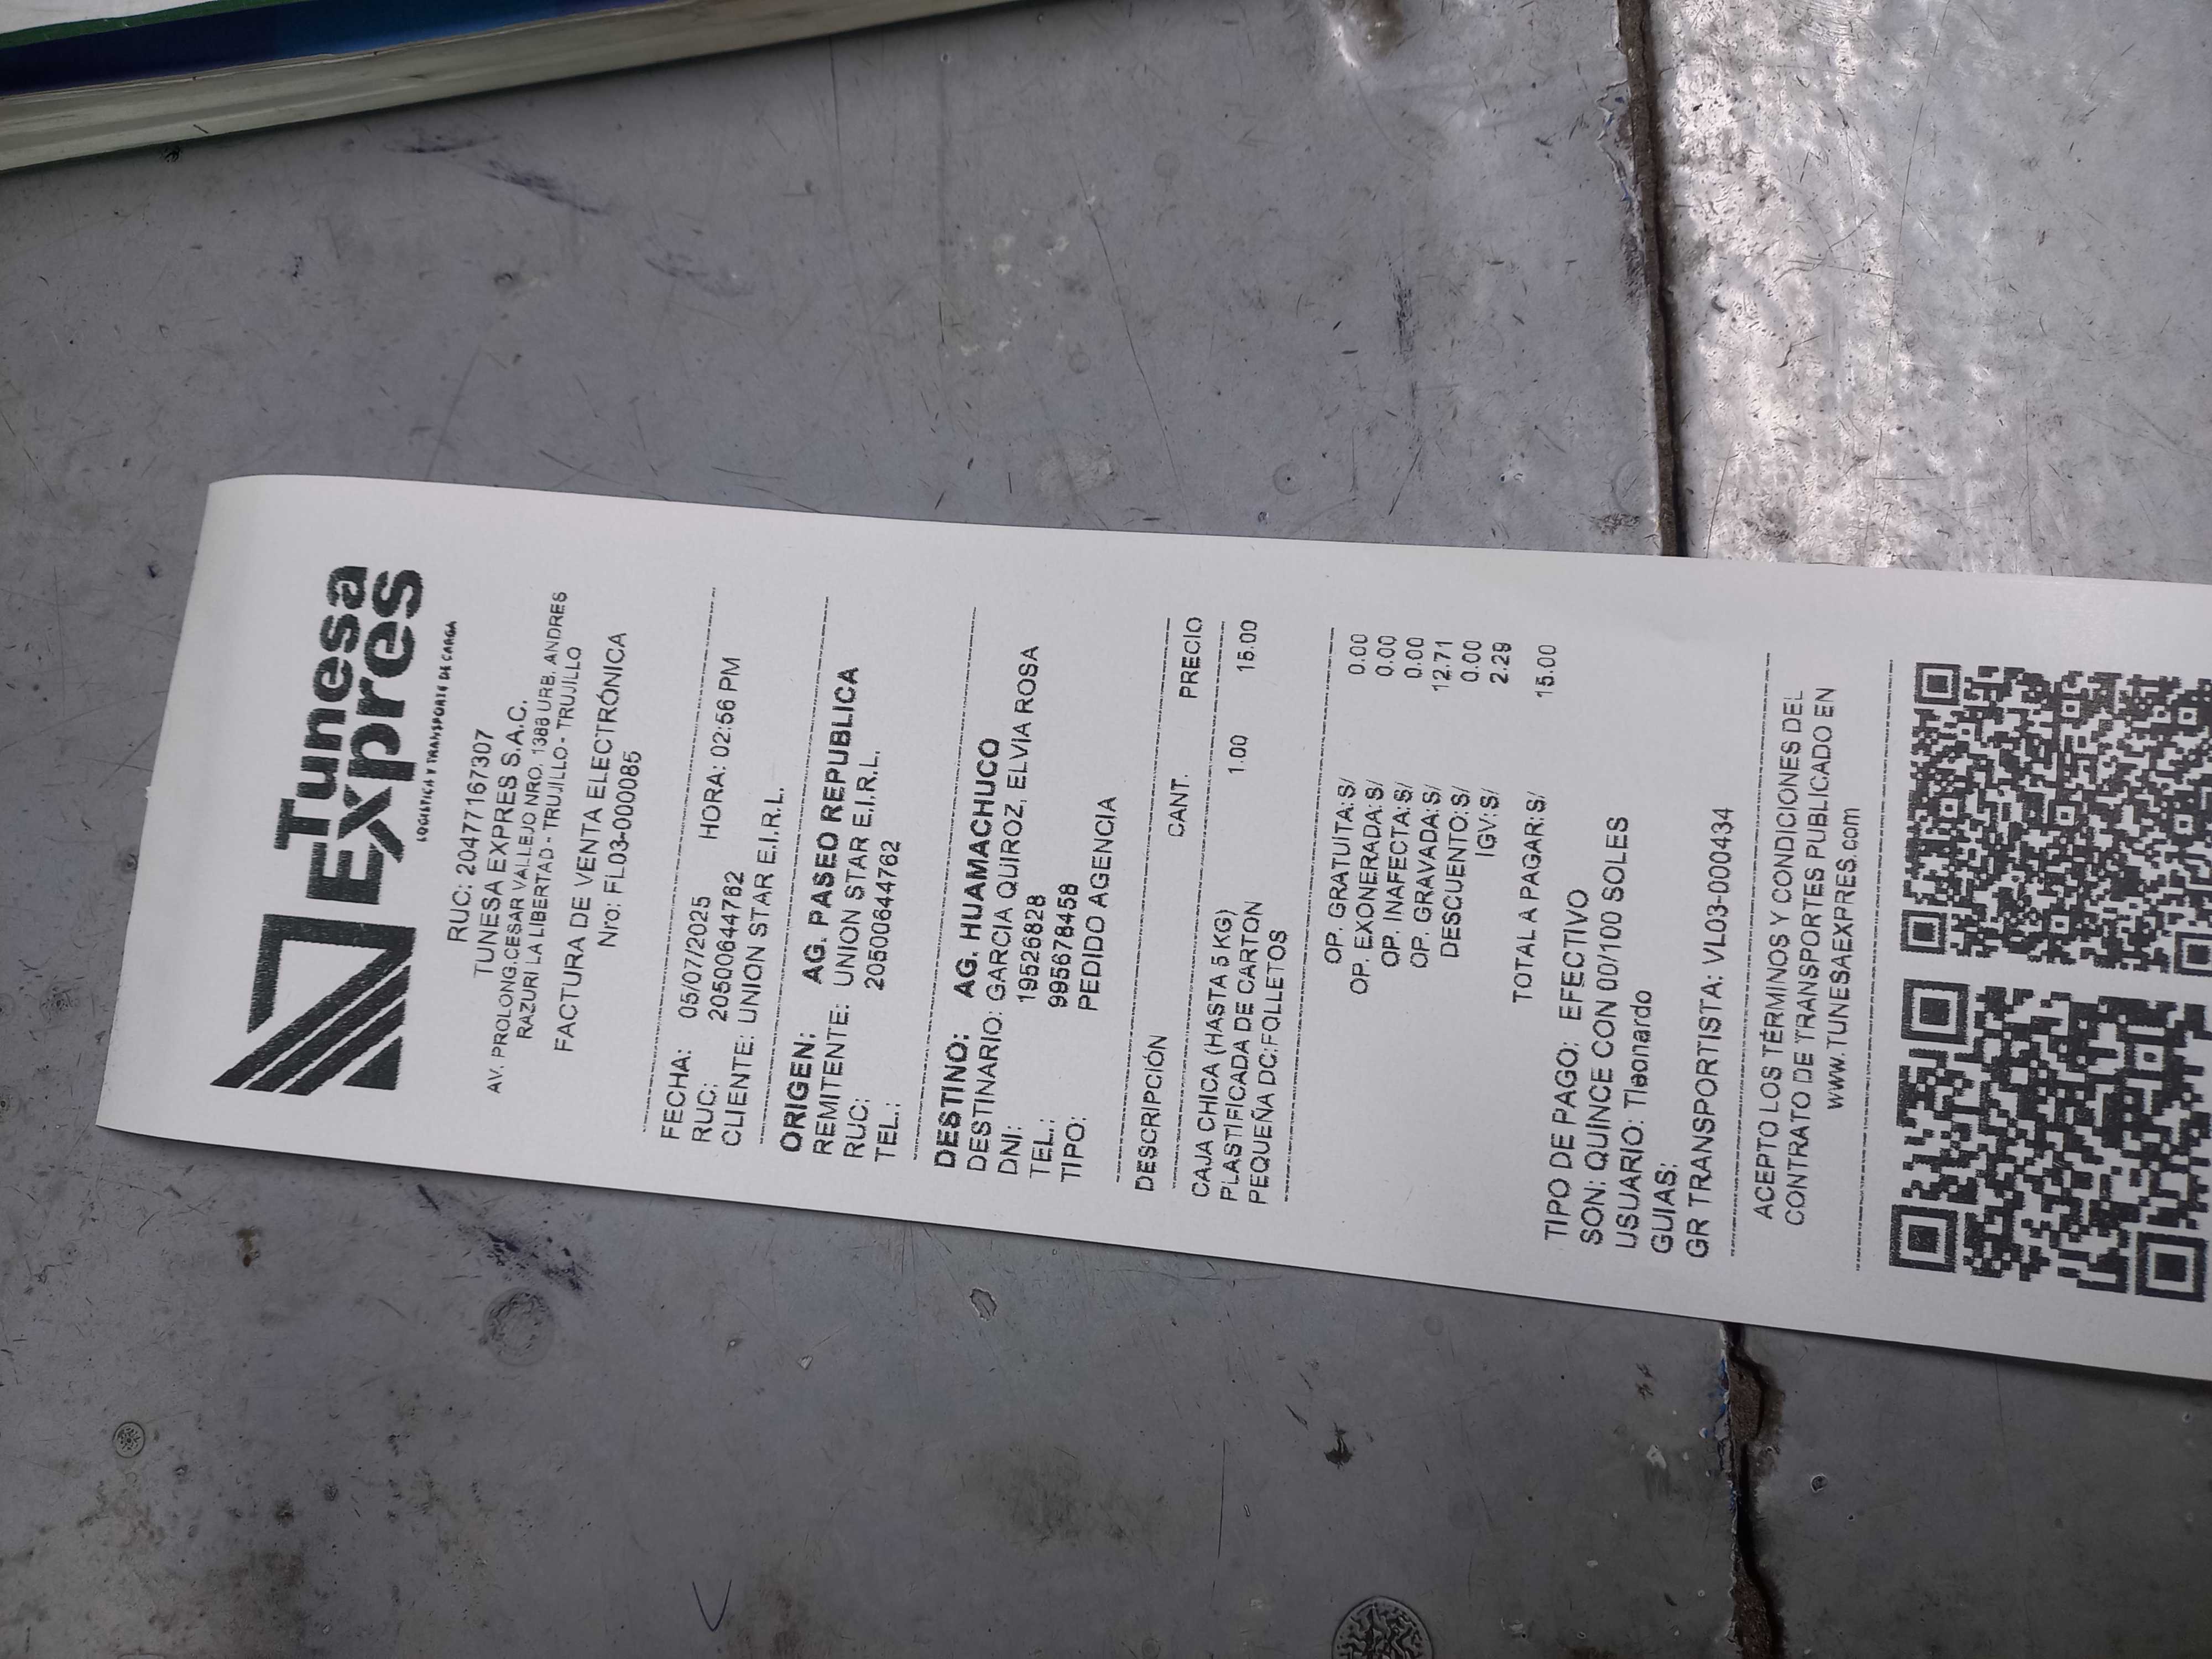 Tunesa
Expres
LOGÍSTICA Y TRANSPORTE DE CARGA
RUC: 20477167307
TUNESA EXPRES S.A.C.
AV. PROLONG.CESAR VALLEJO NRO. 1388 URB. ANDRES
RAZURI LA LIBERTAD - TRUJILLO - TRUJILLO
FACTURA DE VENTA ELECTRÓNICA
Nro: FL03-0000085
FECHA: 05/07/2025 HORA: 02:56 PM
RUC: 20500644762
CLIENTE: UNION STAR E.I.R.L.
ORIGEN: AG. PASEO REPUBLICA
REMITENTE: UNION STAR E.I.R.L.
RUC: 20500644762
TEL.:
DESTINO: AG. HUAMACHUCO
DESTINATARIO: GARCIA QUIROZ, ELVIA ROSA
DNI: 19526828
TEL.: 995678458
TIPO: PEDIDO AGENCIA
DESCRIPCIÓN CANT. PRECIO
CAJA CHICA (HASTA 5 KG) 1.00 15.00
PLASTIFICADA DE CARTON
PEQUEÑA DC:FOLLETOS
OP. GRATUITA:S/ 0.00
OP. EXONERADA:S/ 0.00
OP. INAFECTA:S/ 0.00
OP. GRAVADA:S/ 12.71
DESCUENTO:S/ 0.00
IGV:S/ 2.29
TOTAL A PAGAR:S/ 15.00
TIPO DE PAGO: EFECTIVO
SON: QUINCE CON 00/100 SOLES
USUARIO: Tleonardo
GUIAS:
GR TRANSPORTISTA: VL03-000434
ACEPTO LOS TÉRMINOS Y CONDICIONES DEL
CONTRATO DE TRANSPORTES PUBLICADO EN
www.TUNESAEXPRES.com